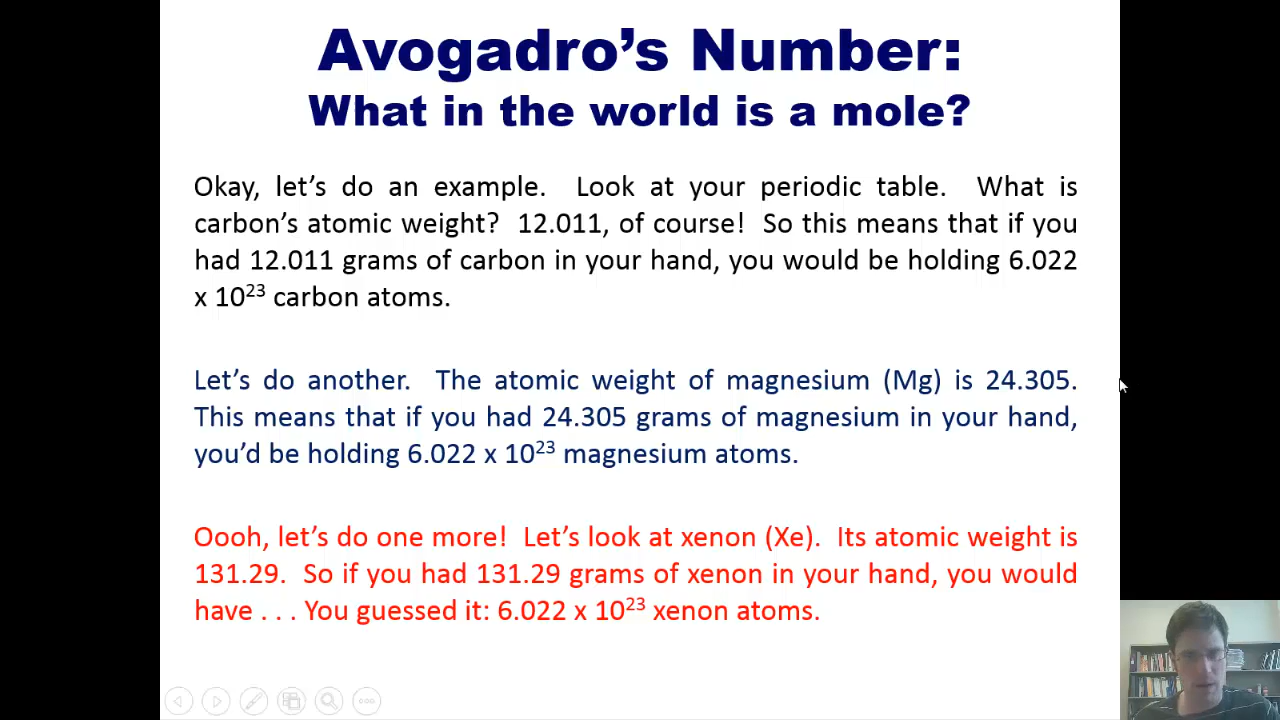 Avogadro’s Number:
What in the world is a mole?
Okay, let’s do an example.  Look at your periodic table.  What is
carbon’s atomic weight?  12.011, of course!  So this means that if you
had 12.011 grams of carbon in your hand, you would be holding 6.022
x 10²³ carbon atoms.
Let’s do another.  The atomic weight of magnesium (Mg) is 24.305.
This means that if you had 24.305 grams of magnesium in your hand,
you’d be holding 6.022 x 10²³ magnesium atoms.
Oooh, let’s do one more!  Let’s look at xenon (Xe).  Its atomic weight is
131.29.  So if you had 131.29 grams of xenon in your hand, you would
have . . . You guessed it: 6.022 x 10²³ xenon atoms.